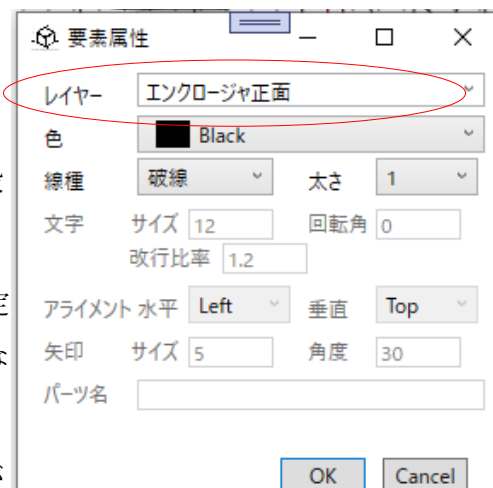 要素属性
レイヤー エンクロージャ正面
色 Black
線種 破線 太さ 1
文字 サイズ 12 回転角 0
改行比率 1.2
アライメント 水平 Left 垂直 Top
矢印 サイズ 5 角度 30
パーツ名
OK Cancel